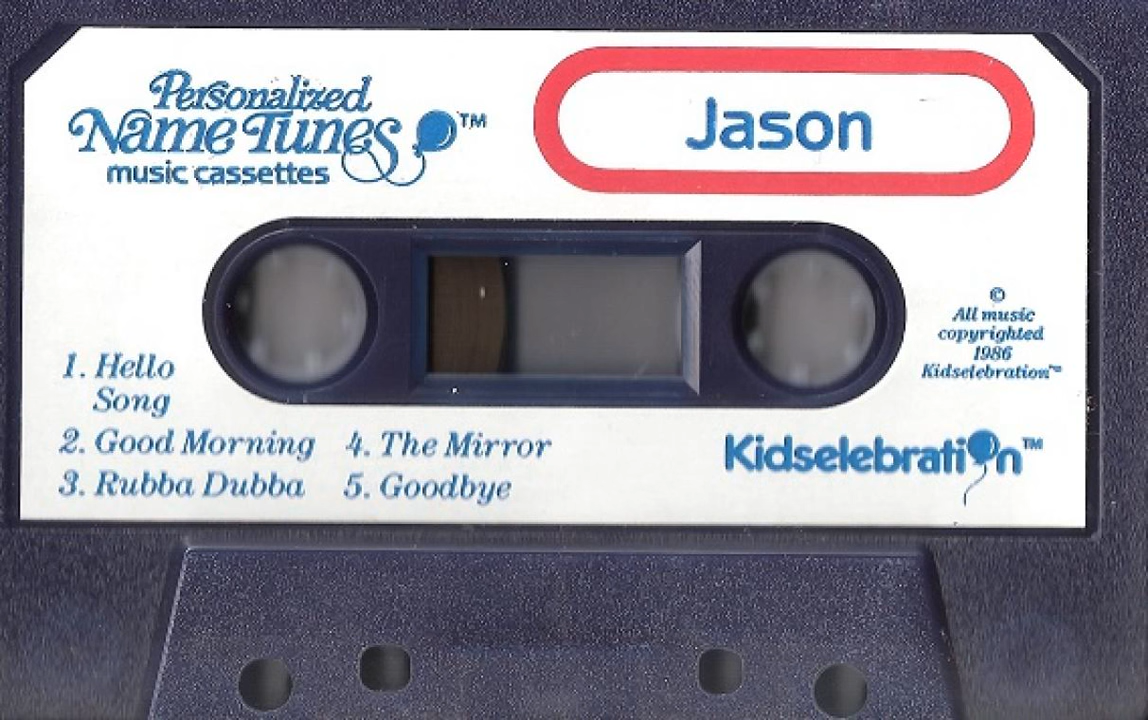 Personalized
Name Tunes™
music cassettes
Jason
©
All music
copyrighted
1986
Kidselebration™
1. Hello
Song
2. Good Morning
3. Rubba Dubba
4. The Mirror
5. Goodbye
Kidselebration™